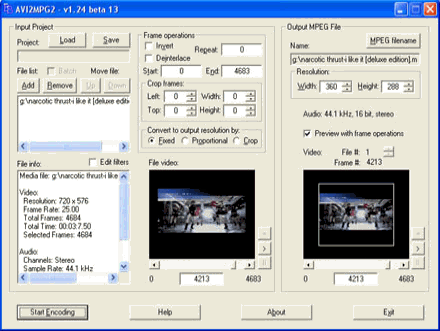 AVI2MPG2 - v1.24 beta 13
Input Project
Project:
Load
Save
File list:
Batch
Move file:
Add
Remove
Up
Down
g:\narcotic thrust-i like it [deluxe edition]
File info:
Edit filters
Media file: g:\narcotic thrust-i like
Video:
Resolution: 720 x 576
Frame Rate: 25.00
Total Frames: 4684
Total Time: 00:03:7.50
Selected Frames: 4684
Audio:
Channels: Stereo
Sample Rate: 44.1 kHz
Frame operations
Invert
Repeat:
0
Deinterlace
Start:
0
End:
4683
Crop frames:
Left:
0
Width:
0
Top:
0
Height:
0
Convert to output resolution by:
Fixed
Proportional
Crop
File video:
0
4213
4683
Output MPEG File
Name:
MPEG filename
g:\narcotic thrust-i like it [deluxe edition].m
Resolution:
Width:
360
Height:
288
Audio: 44.1 kHz, 16 bit, stereo
Preview with frame operations
Video:
File #: 1
Frame #: 4213
0
4213
4683
Start Encoding
Help
About
Exit